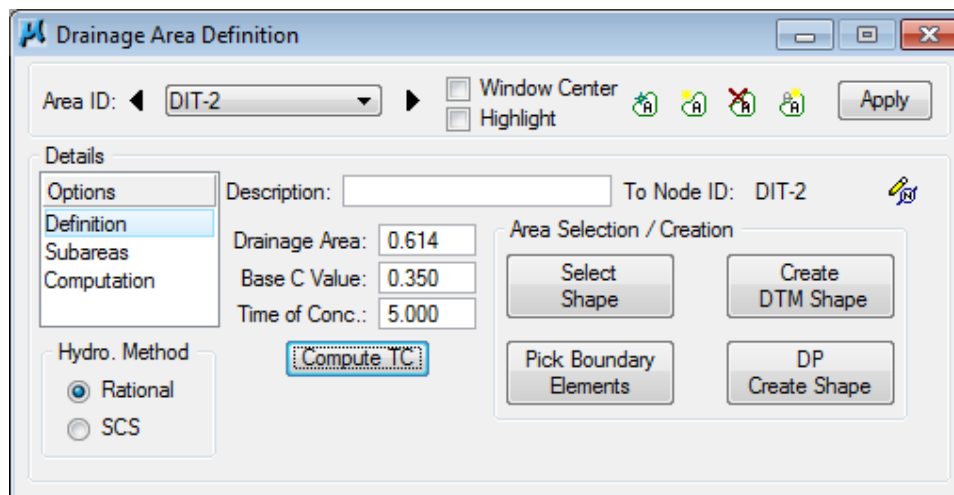 Drainage Area Definition
Area ID: DIT-2
Window Center
Highlight
Apply
Details
Options
Definition
Subareas
Computation
Description:
To Node ID: DIT-2
Drainage Area: 0.614
Base C Value: 0.350
Time of Conc.: 5.000
Compute TC
Area Selection / Creation
Select
Shape
Create
DTM Shape
Pick Boundary
Elements
DP
Create Shape
Hydro. Method
Rational
SCS